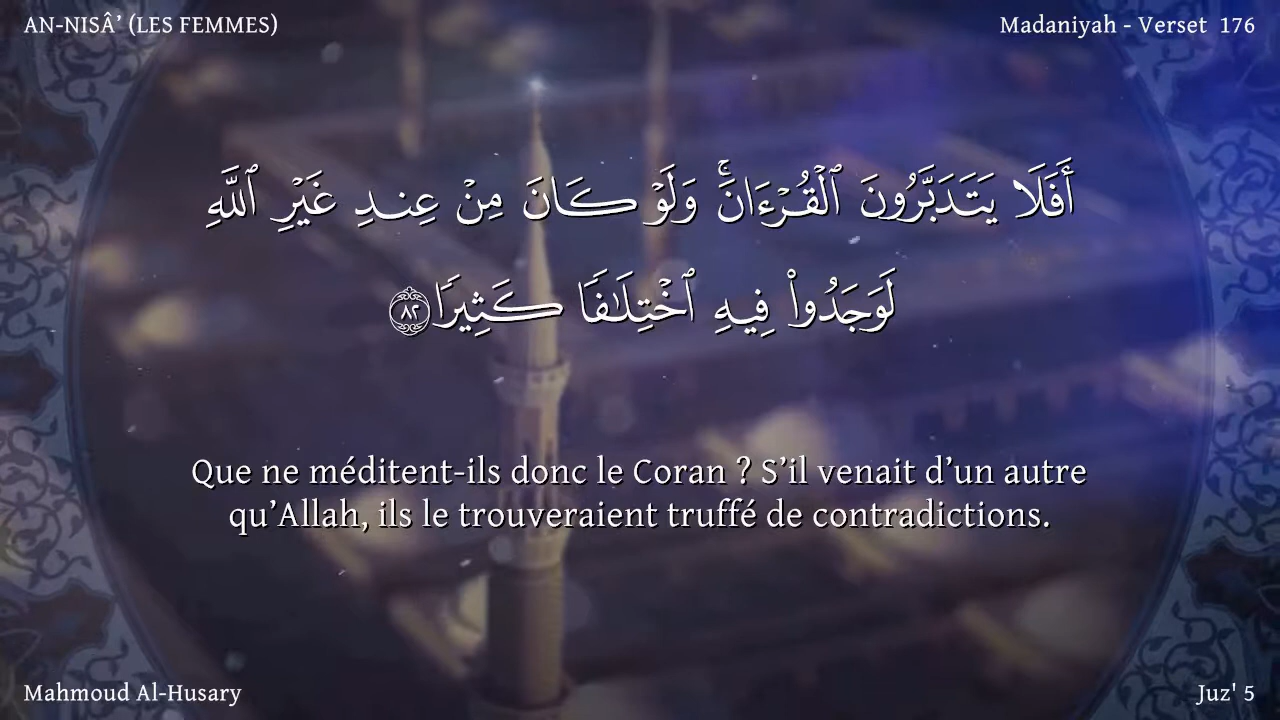 AN-NISÂ’ (LES FEMMES)
Madaniyah - Verset 176
أَفَلَا يَتَدَبَّرُونَ ٱلۡقُرۡءَانَۚ وَلَوۡ كَانَ مِنۡ عِندِ غَيۡرِ ٱللَّهِ
لَوَجَدُواْ فِيهِ ٱخۡتِلَٰفٗا كَثِيرٗا ٨٢
Que ne méditent-ils donc le Coran ? S’il venait d’un autre
qu’Allah, ils le trouveraient truffé de contradictions.
Mahmoud Al-Husary
Juz' 5